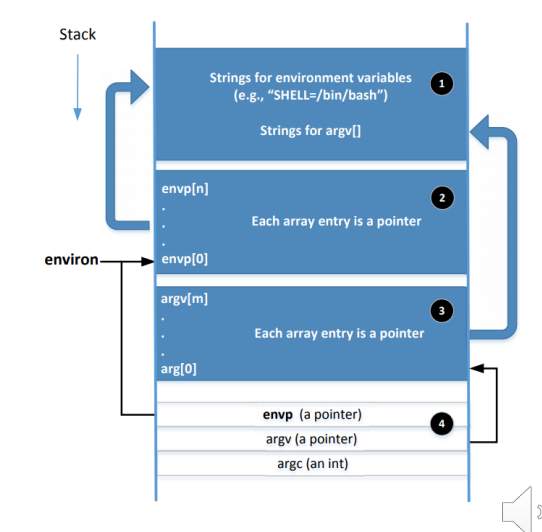 Stack
Strings for environment variables
(e.g., “SHELL=/bin/bash”)
1
Strings for argv[]
envp[n]
2
.
.
Each array entry is a pointer
.
environ
envp[0]
argv[m]
3
.
.
Each array entry is a pointer
.
arg[0]
envp (a pointer)
4
argv (a pointer)
argc (an int)